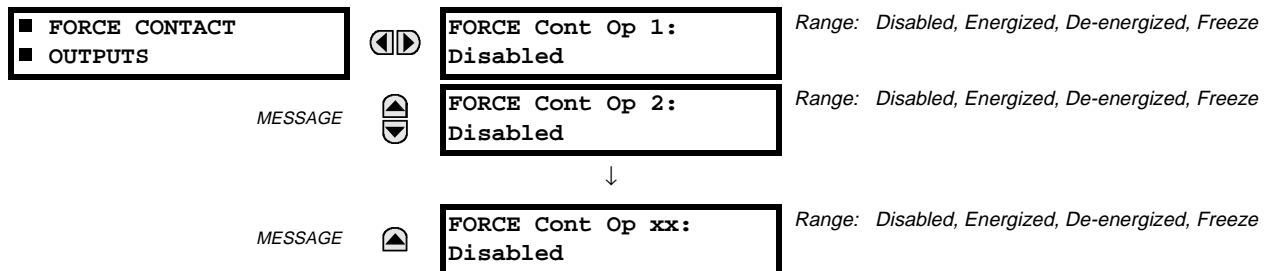 ■ FORCE CONTACT
■ OUTPUTS
FORCE Cont Op 1:
Disabled
Range: Disabled, Energized, De-energized, Freeze
MESSAGE
FORCE Cont Op 2:
Disabled
Range: Disabled, Energized, De-energized, Freeze
↓
MESSAGE
FORCE Cont Op xx:
Disabled
Range: Disabled, Energized, De-energized, Freeze